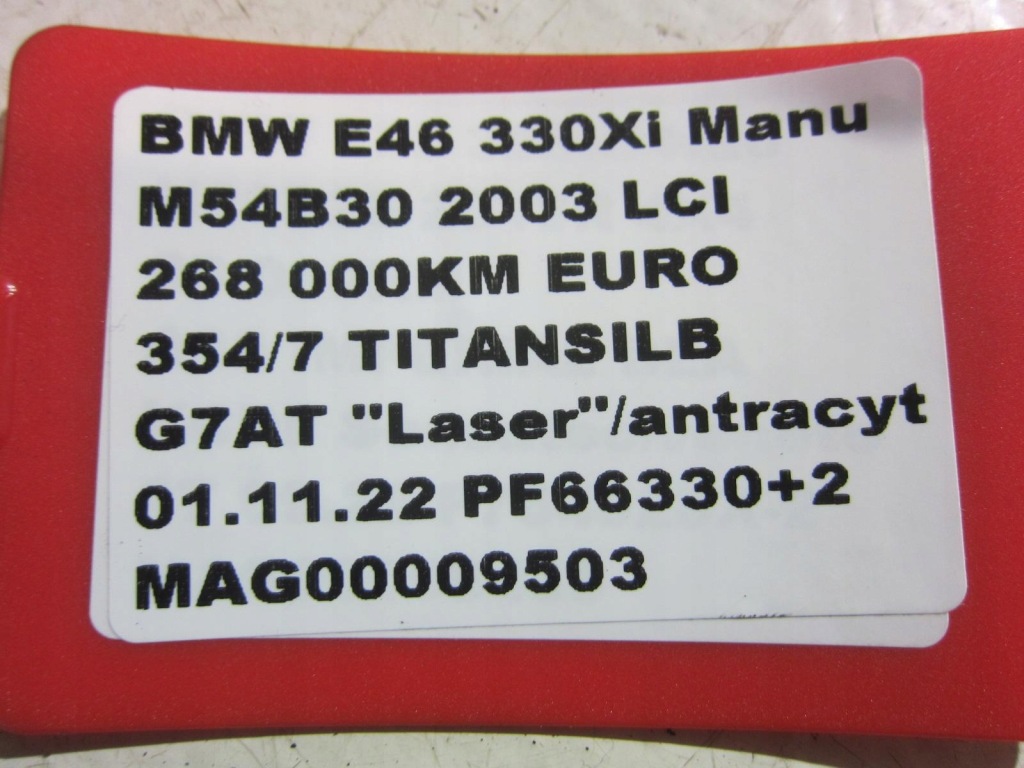 BMW E46 330Xi Manu
M54B30 2003 LCI
268 000KM EURO
354/7 TITANSILB
G7AT "Laser"/antracyt
01.11.22 PF66330+2
MAG00009503